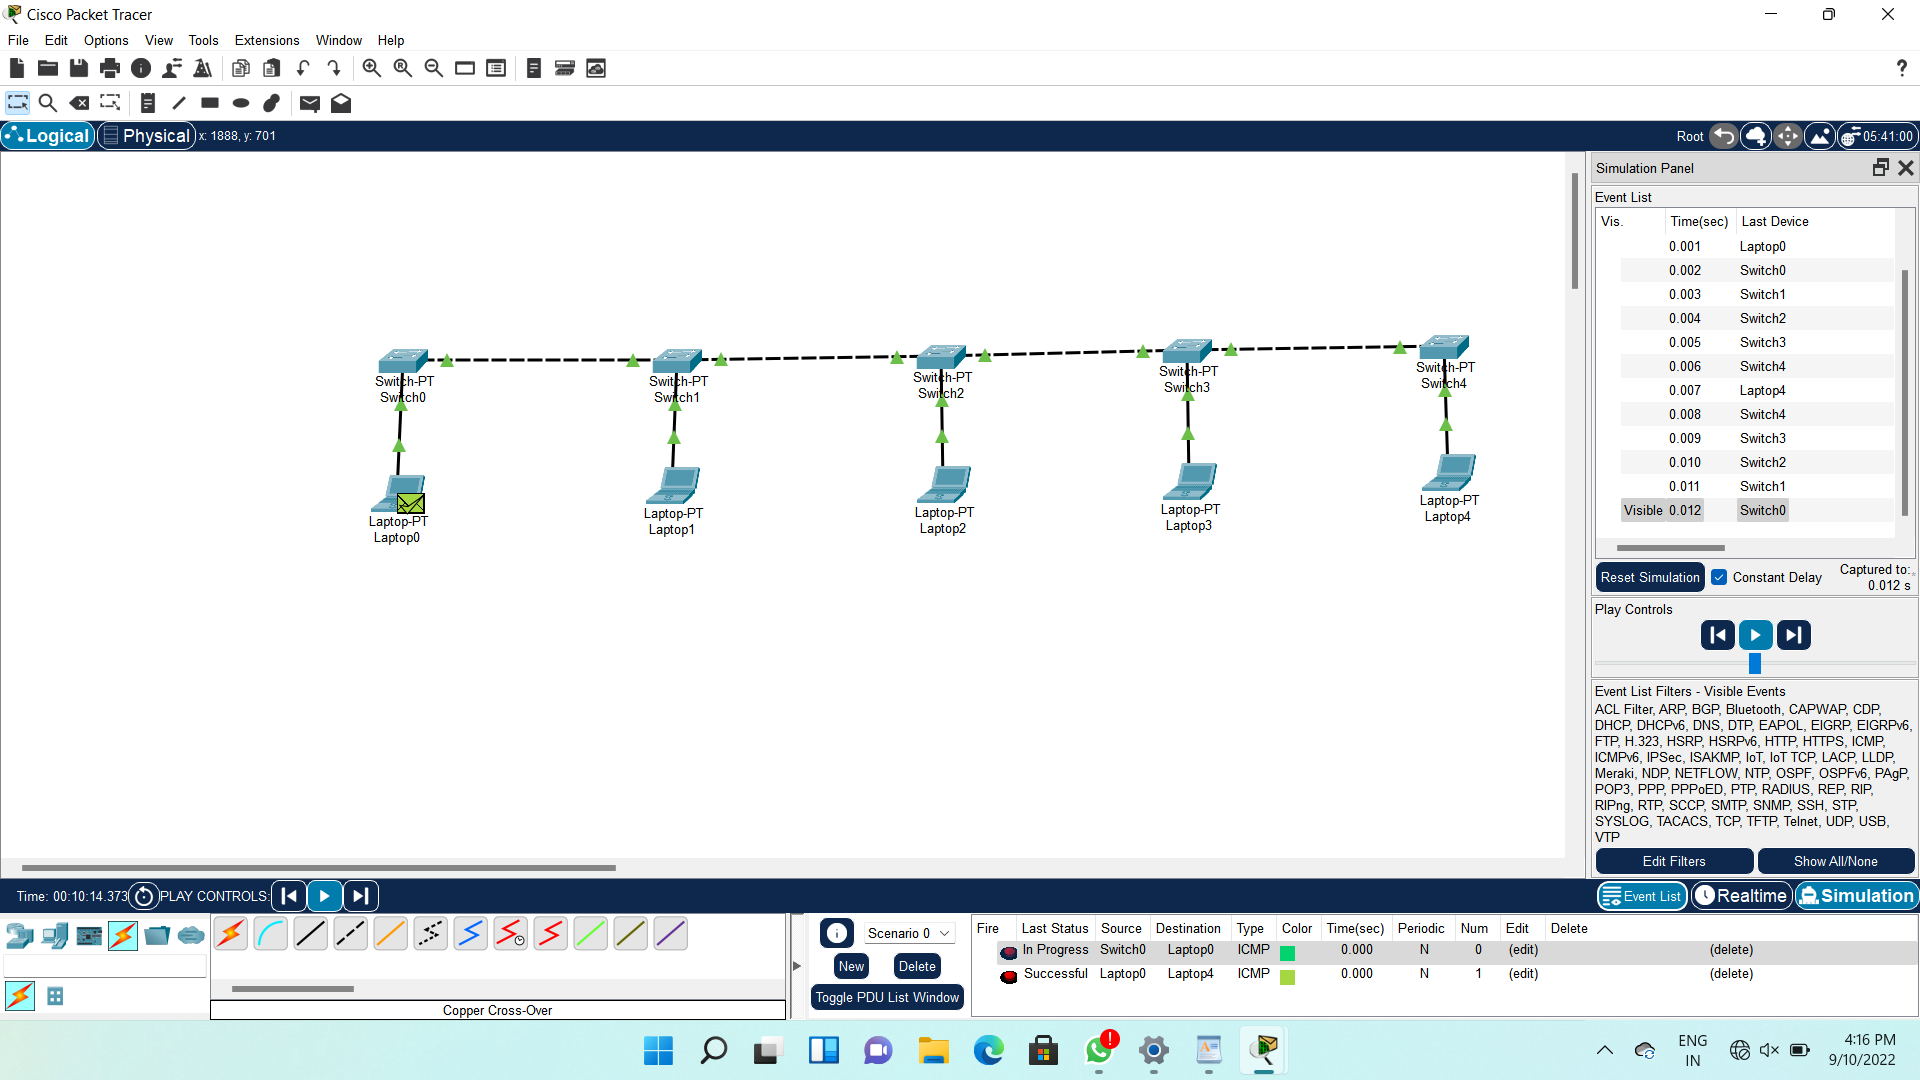 Cisco Packet Tracer
File Edit Options View Tools Extensions Window Help
?
Logical Physical x: 1888, y: 701 Root 05:41:00
Simulation Panel
Event List
Vis. Time(sec) Last Device
0.001 Laptop0
0.002 Switch0
0.003 Switch1
0.004 Switch2
0.005 Switch3
0.006 Switch4
0.007 Laptop4
0.008 Switch4
0.009 Switch3
0.010 Switch2
0.011 Switch1
Visible 0.012 Switch0
Reset Simulation Constant Delay Captured to:
0.012 s
Play Controls
Event List Filters - Visible Events
ACL Filter, ARP, BGP, Bluetooth, CAPWAP, CDP,
DHCP, DHCPv6, DNS, DTP, EAPOL, EIGRP, EIGRPv6,
FTP, H.323, HSRP, HSRPv6, HTTP, HTTPS, ICMP,
ICMPv6, IPSec, ISAKMP, IoT, IoT TCP, LACP, LLDP,
Meraki, NDP, NETFLOW, NTP, OSPF, OSPFv6, PAgP,
POP3, PPP, PPPoED, PTP, RADIUS, REP, RIP,
RIPng, RTP, SCCP, SMTP, SNMP, SSH, STP,
SYSLOG, TACACS, TCP, TFTP, Telnet, UDP, USB,
VTP
Edit Filters Show All/None
Switch-PT
Switch0
Switch-PT
Switch1
Switch-PT
Switch2
Switch-PT
Switch3
Switch-PT
Switch4
Laptop-PT
Laptop0
Laptop-PT
Laptop1
Laptop-PT
Laptop2
Laptop-PT
Laptop3
Laptop-PT
Laptop4
Time: 00:10:14.373 PLAY CONTROLS: Event List Realtime Simulation
Copper Cross-Over
Scenario 0
New Delete
Toggle PDU List Window
Fire Last Status Source Destination Type Color Time(sec) Periodic Num Edit Delete
In Progress Switch0 Laptop0 ICMP 0.000 N 0 (edit) (delete)
Successful Laptop0 Laptop4 ICMP 0.000 N 1 (edit) (delete)
ENG
IN
4:16 PM
9/10/2022